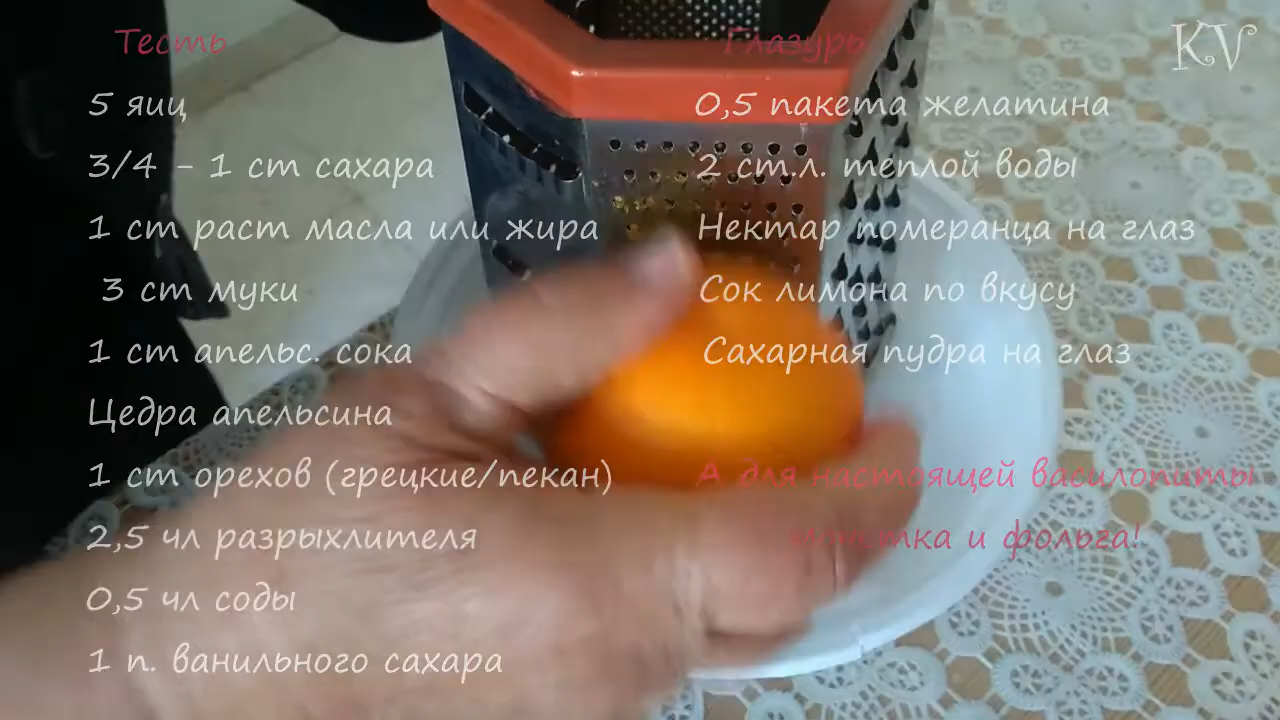 Тесть
5 яиц
3/4 - 1 ст сахара
1 ст раст масла или жира
3 ст муки
1 ст апельс. сока
Цедра апельсина
1 ст орехов (грецкие/пекан)
2,5 чл разрыхлителя
0,5 чл соды
1 п. ванильного сахара
Глазурь
0,5 пакета желатина
2 ст.л. теплой воды
Нектар померанца на глаз
Сок лимона по вкусу
Сахарная пудра на глаз
А для настоящей василопиты
монетка и фольга!
KV